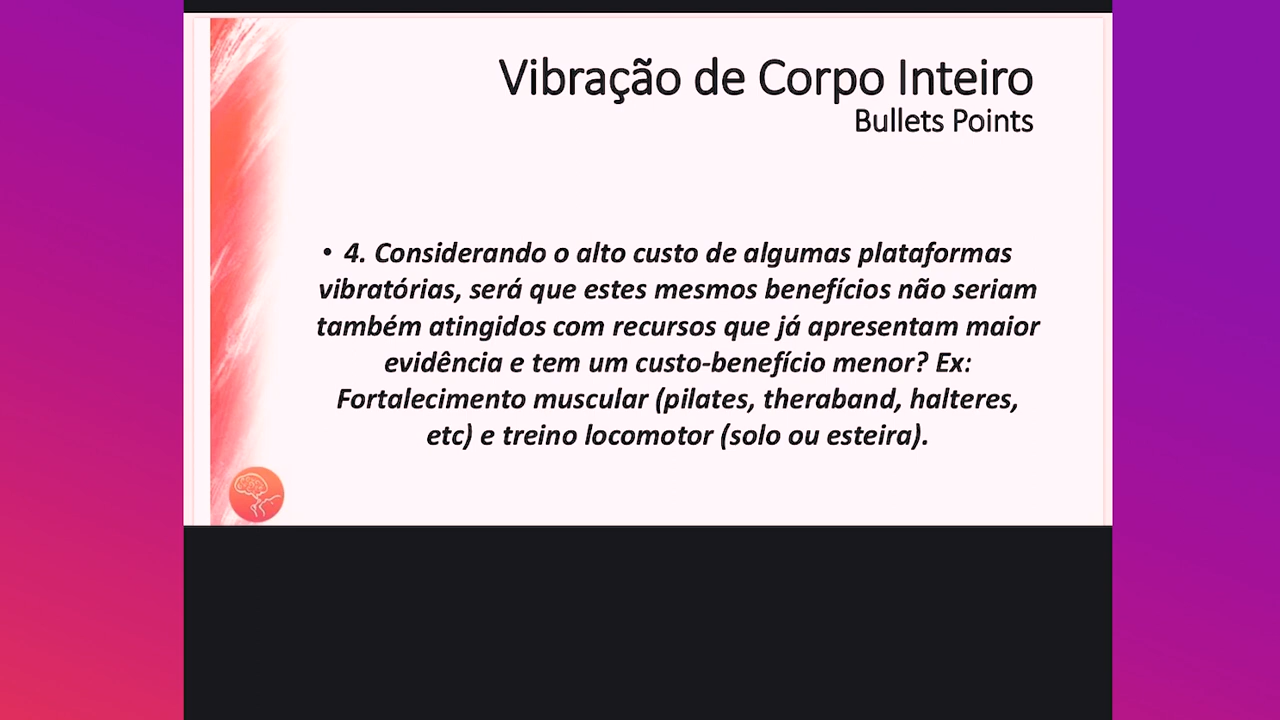 Vibração de Corpo Inteiro
Bullets Points
• 4. Considerando o alto custo de algumas plataformas
vibratórias, será que estes mesmos benefícios não seriam
também atingidos com recursos que já apresentam maior
evidência e tem um custo-benefício menor? Ex:
Fortalecimento muscular (pilates, theraband, halteres,
etc) e treino locomotor (solo ou esteira).